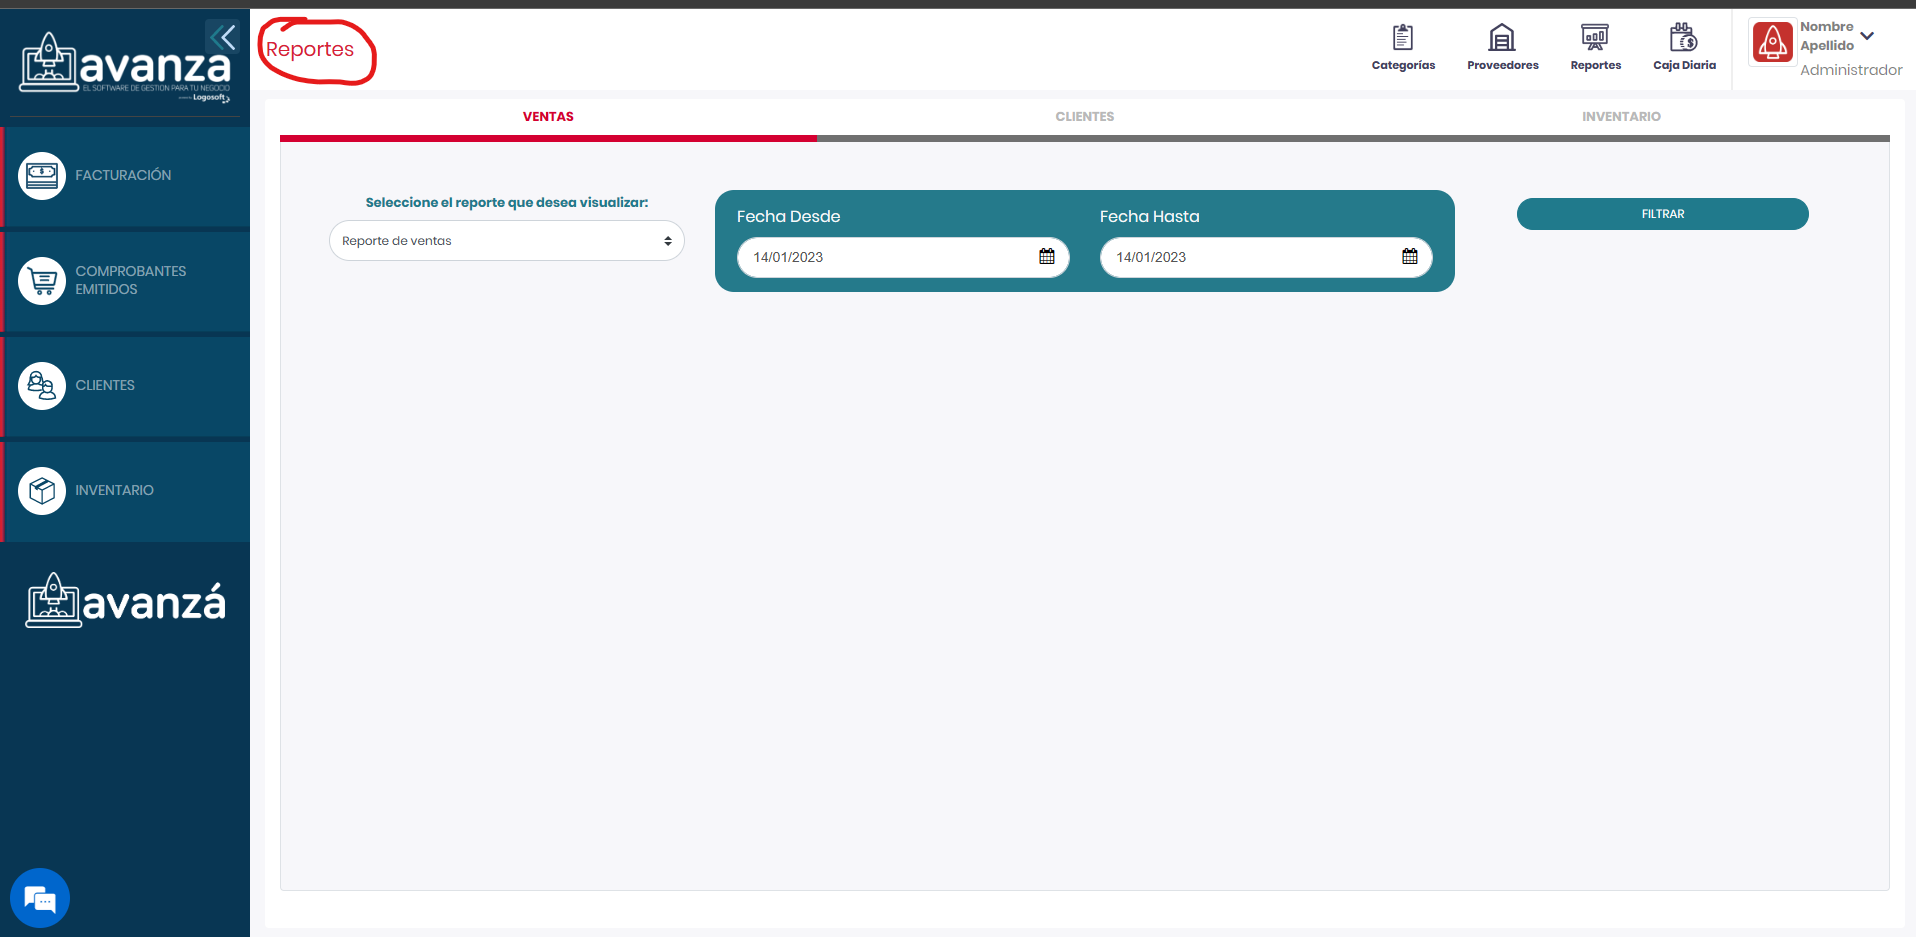 avanza
EL SOFTWARE DE GESTION PARA TU NEGOCIO
Logosoft
Reportes
Categorías
Proveedores
Reportes
Caja Diaria
Nombre
Apellido
Administrador
FACTURACIÓN
COMPROBANTES
EMITIDOS
CLIENTES
INVENTARIO
avanzá
VENTAS
CLIENTES
INVENTARIO
Seleccione el reporte que desea visualizar:
Reporte de ventas
Fecha Desde
14/01/2023
Fecha Hasta
14/01/2023
FILTRAR